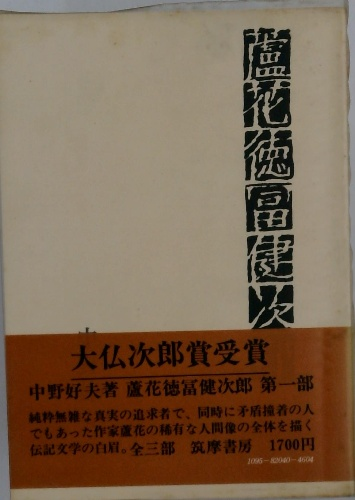 蘆花徳冨健次
大仏次郎賞受賞
中野好夫著 蘆花徳冨健次郎 第一部
純粋無雑な真実の追求者で、同時に矛盾撞着の人
でもあった作家蘆花の稀有な人間像の全体を描く
伝記文学の白眉。全三部 筑摩書房 1700円
1095-82040-4604